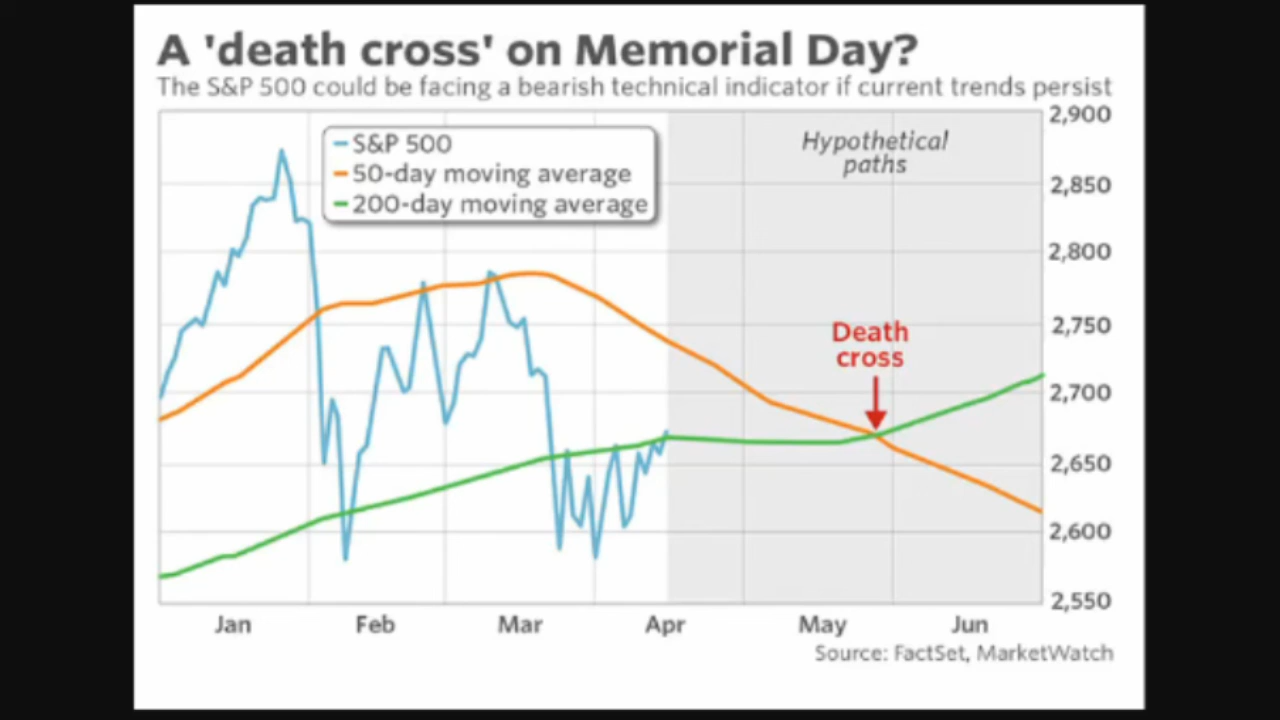 A 'death cross' on Memorial Day?
The S&P 500 could be facing a bearish technical indicator if current trends persist
S&P 500
50-day moving average
200-day moving average
Hypothetical
paths
Death
cross
2,900
2,850
2,800
2,750
2,700
2,650
2,600
2,550
Jan Feb Mar Apr May Jun
Source: FactSet, MarketWatch